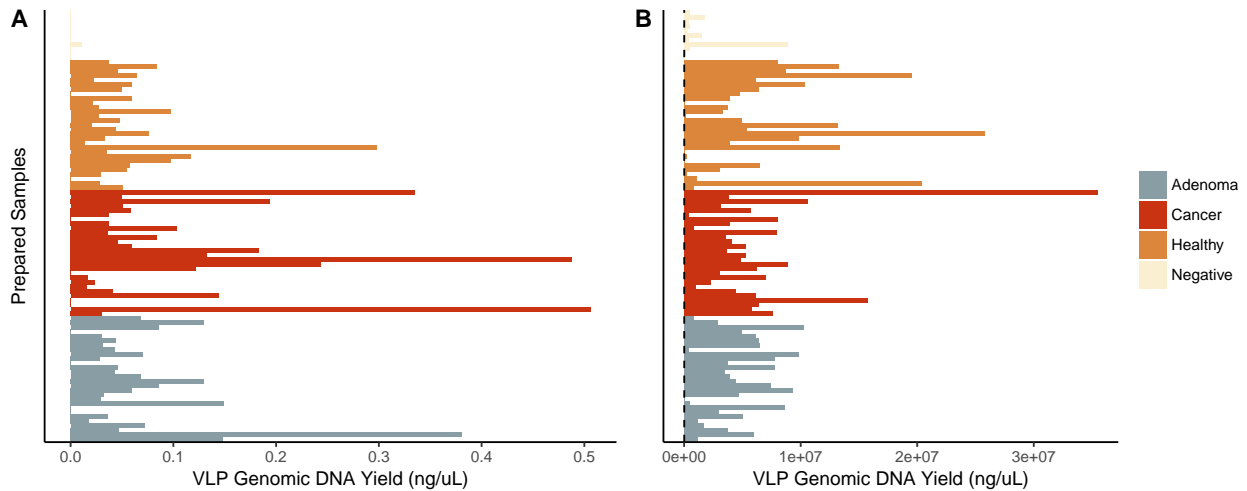 A
B
Prepared Samples
Adenoma
Cancer
Healthy
Negative
0.0 0.1 0.2 0.3 0.4 0.5
0e+00 1e+07 2e+07 3e+07
VLP Genomic DNA Yield (ng/uL)
VLP Genomic DNA Yield (ng/uL)